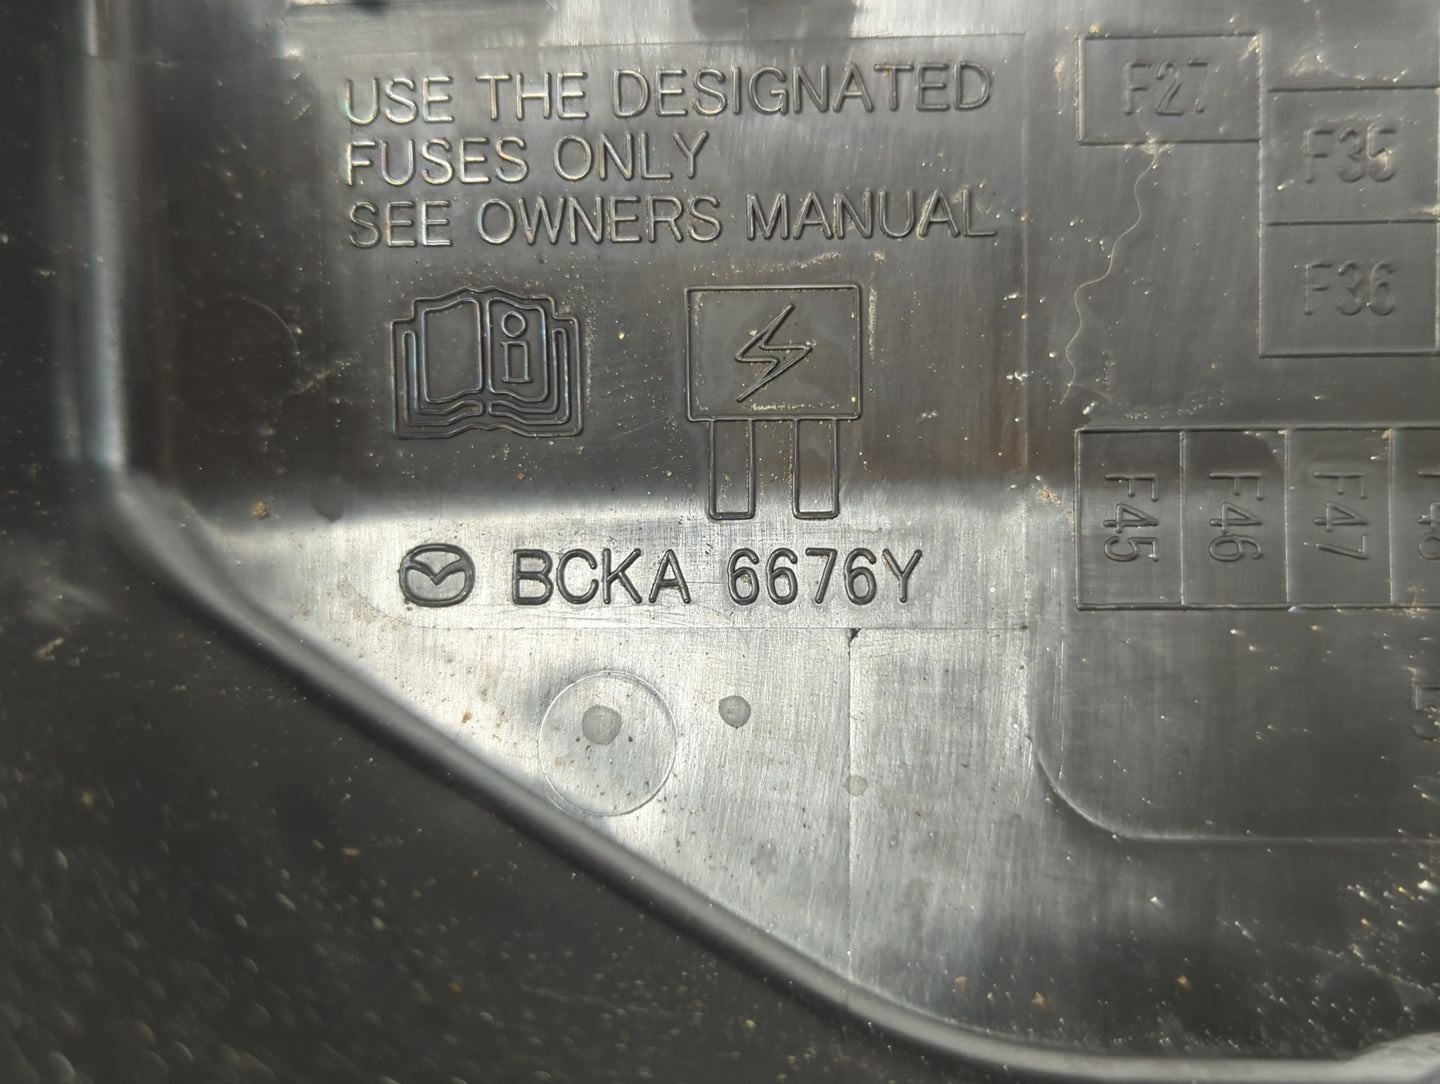 USE THE DESIGNATED
FUSES ONLY
SEE OWNERS MANUAL
i
BCKA 6676Y
F27
F35
F36
F45
F46
F47